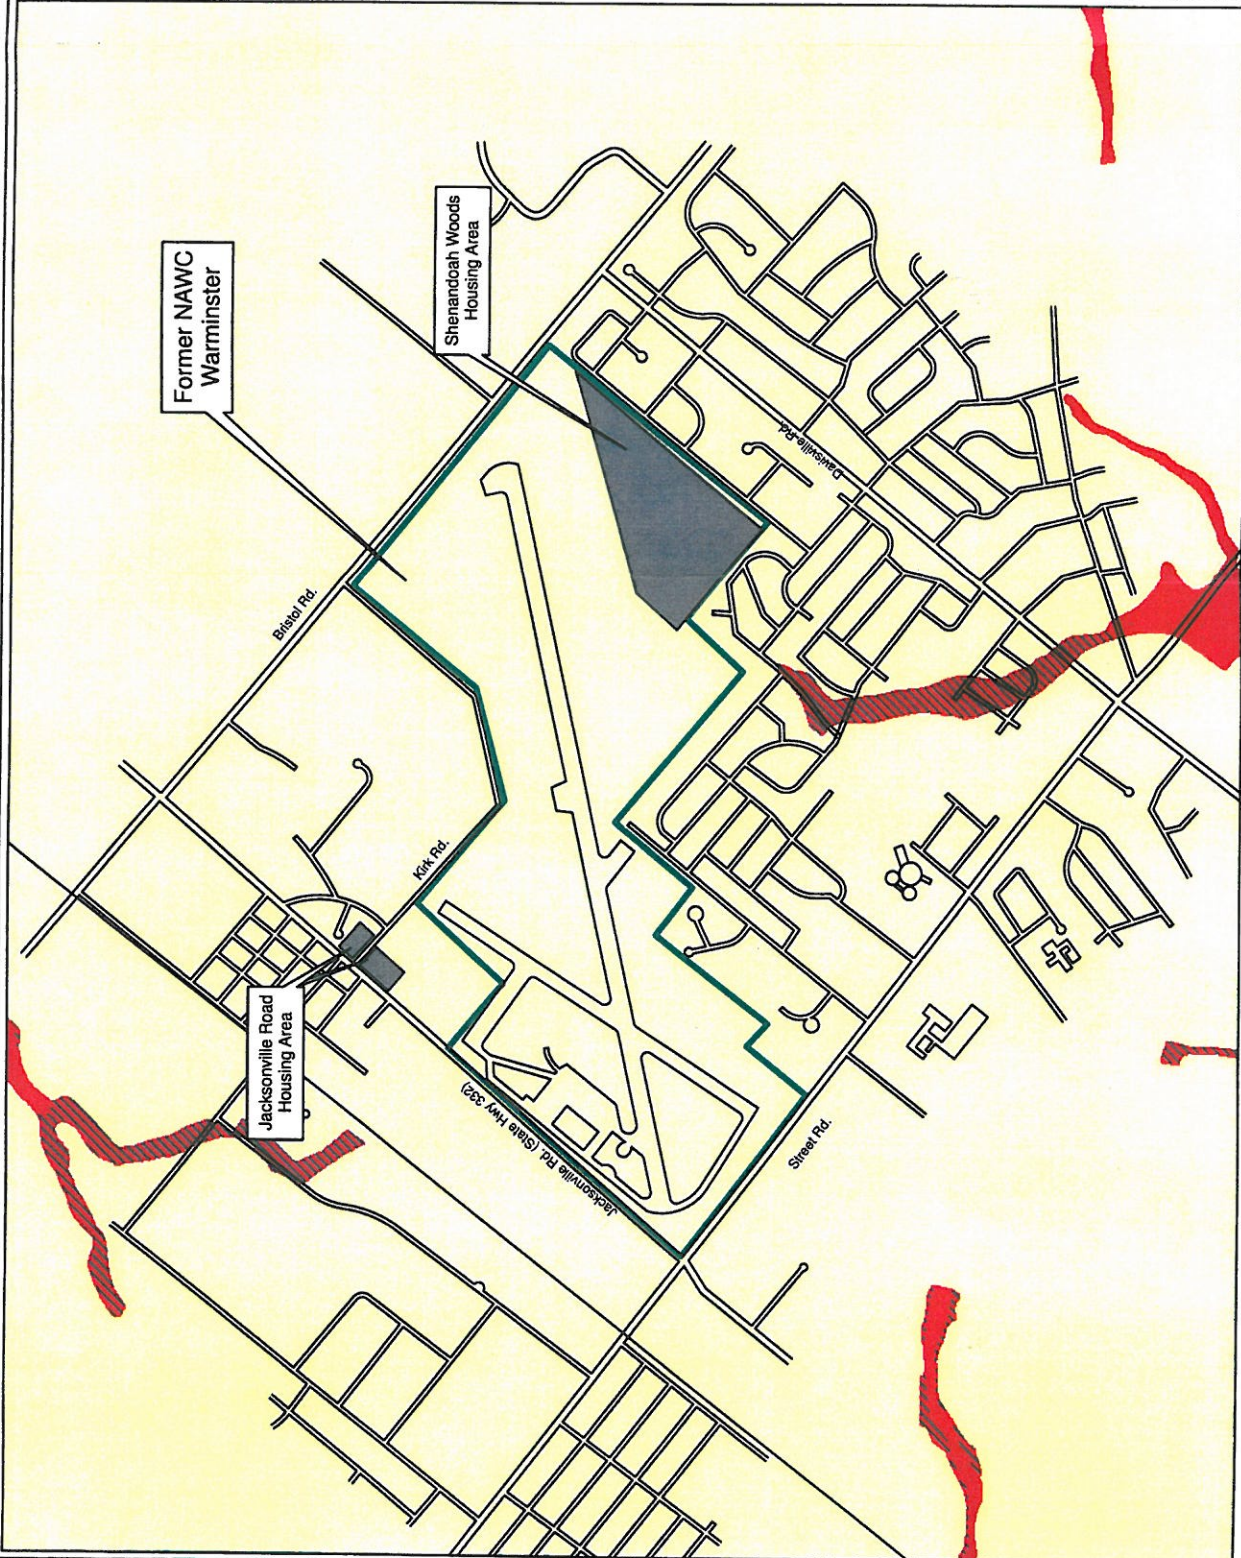 Former NAWC
Warminster
Shenandoah Woods
Housing Area
Bristol Rd.
Davisville Rd.
Kirk Rd.
Jacksonville Road
Housing Area
Jacksonville Rd. (State Hwy 332)
Street Rd.